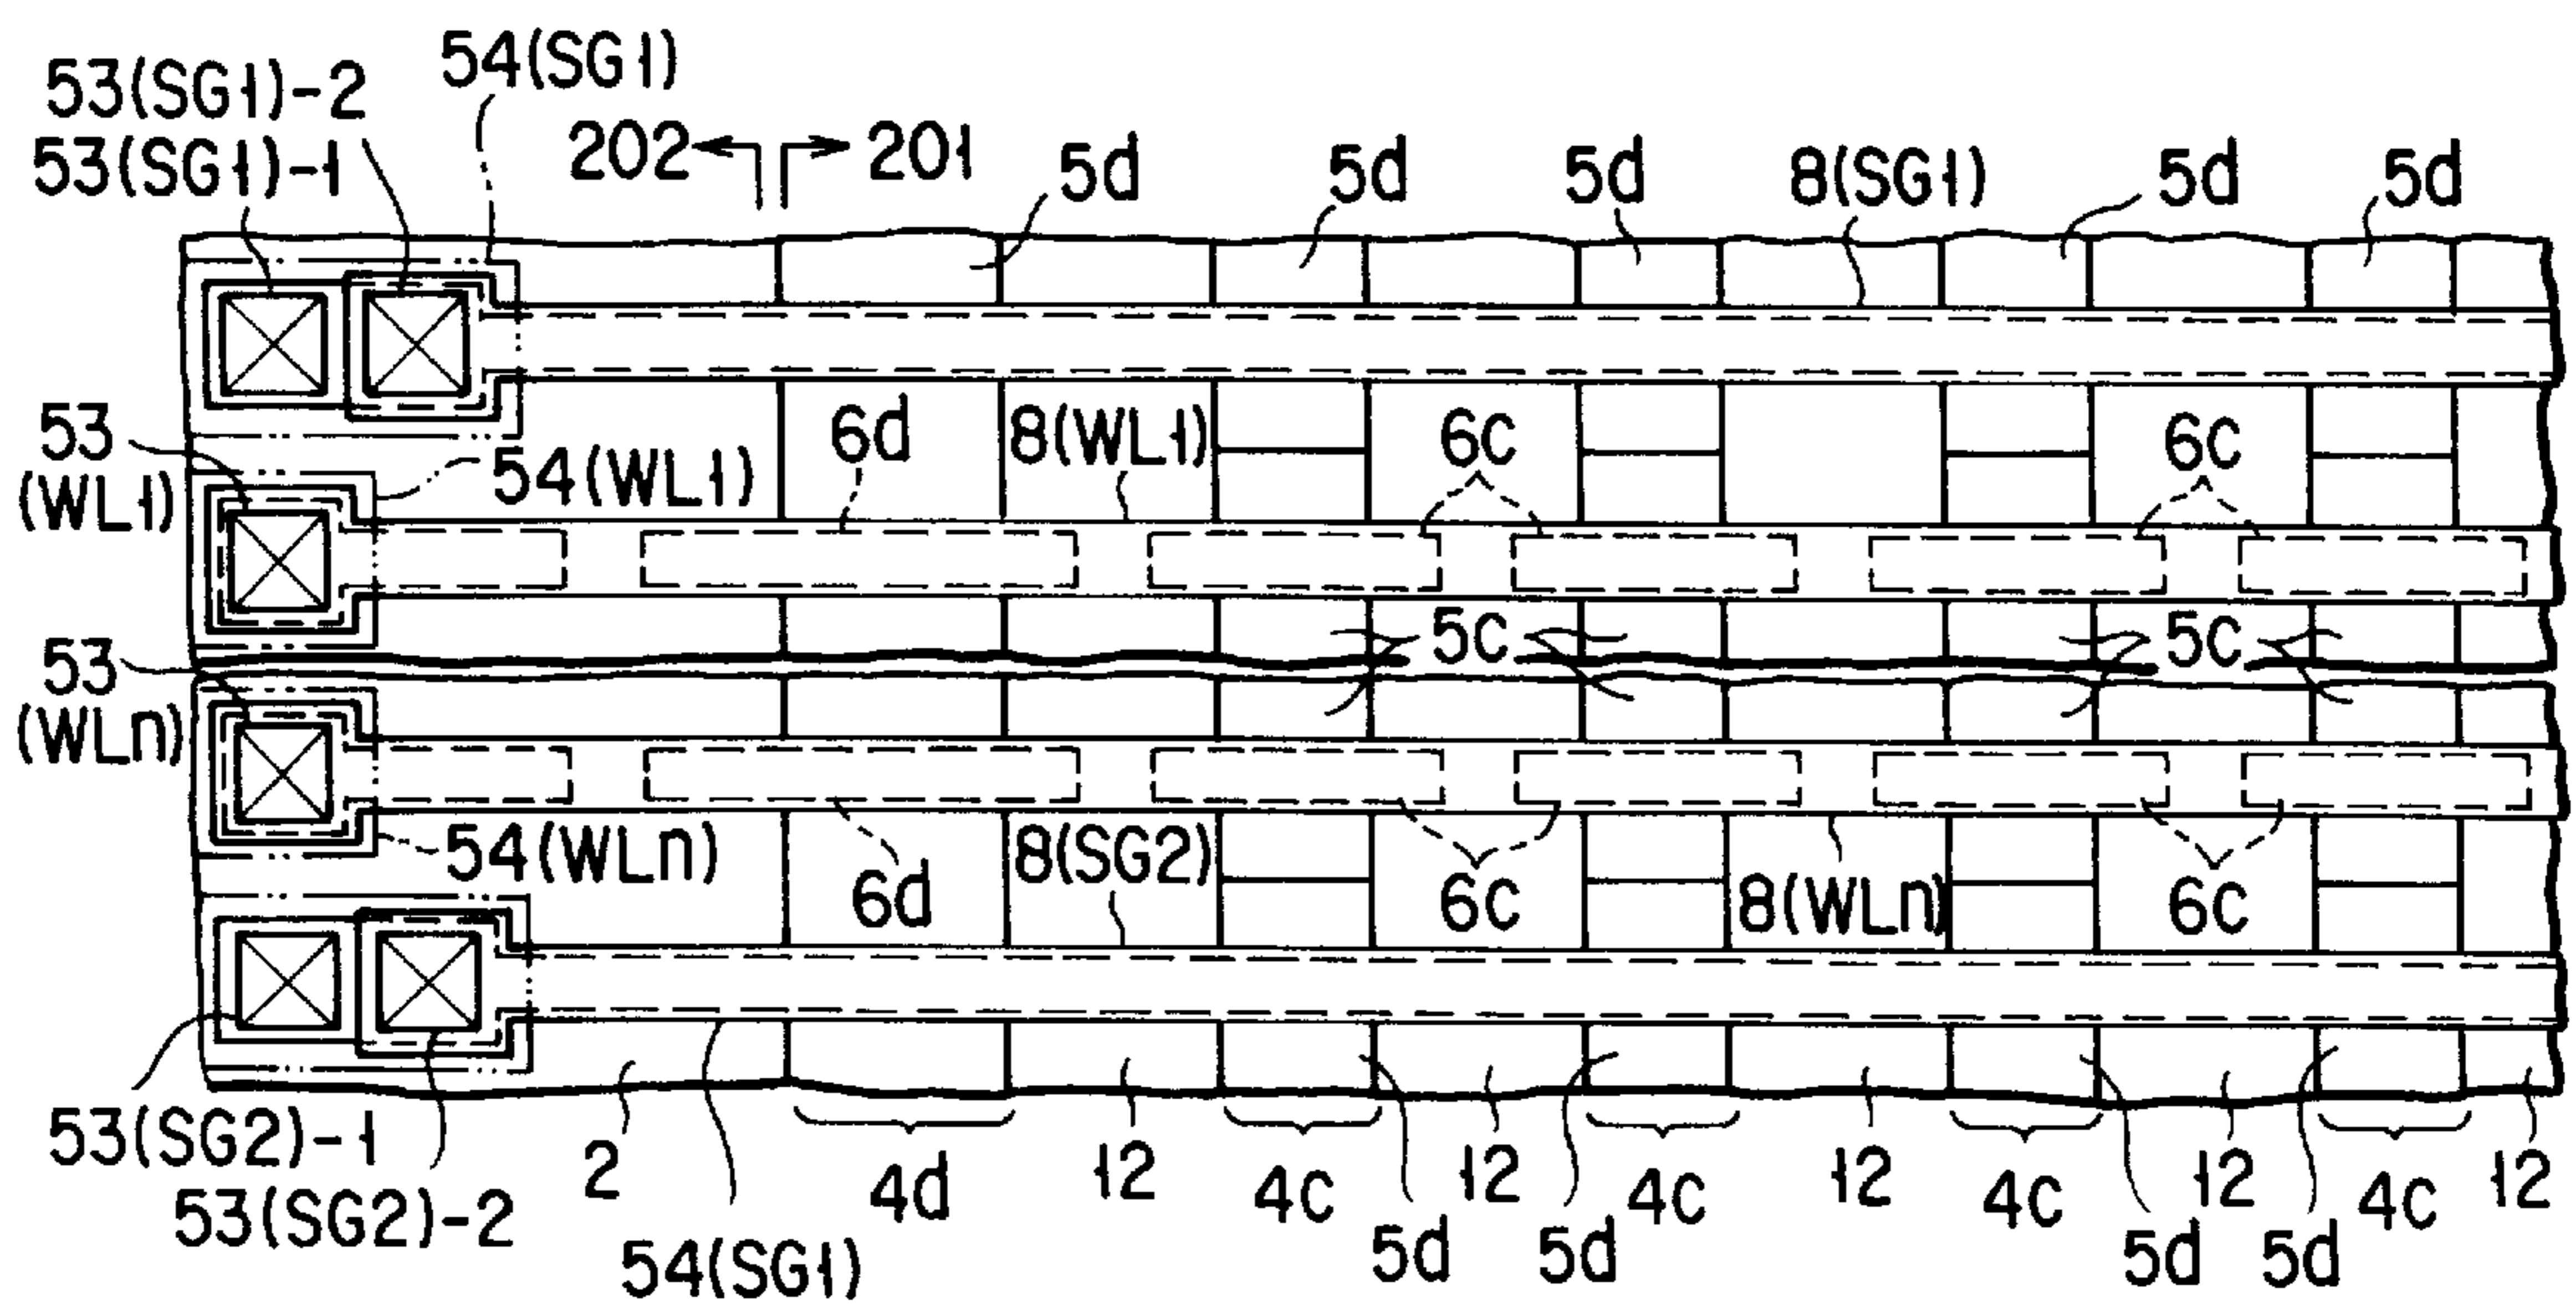 54(SG1)
53(SG1)-2
53(SG1)-1
202
201
5d
5d
5d
8(SG1)
5d
5d
53
(WL1)
54(WL1)
6d
8(WL1)
6c
6c
5c
5c
53
(WLn)
54(WLn)
6d
8(SG2)
6c
8(WLn)
6c
53(SG2)-1
53(SG2)-2
2
54(SG1)
4d
12
4c
5d
12
5d
4c
12
4c
5d
12
5d
4c
12